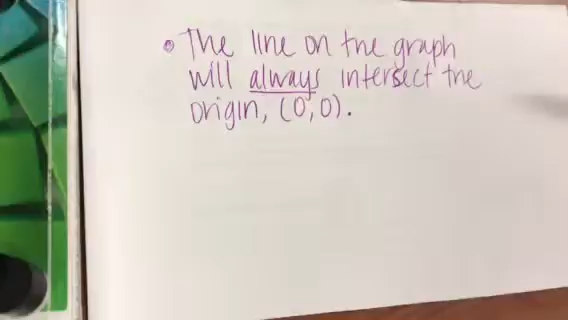 • The line on the graph
will always intersect the
origin, (0,0).